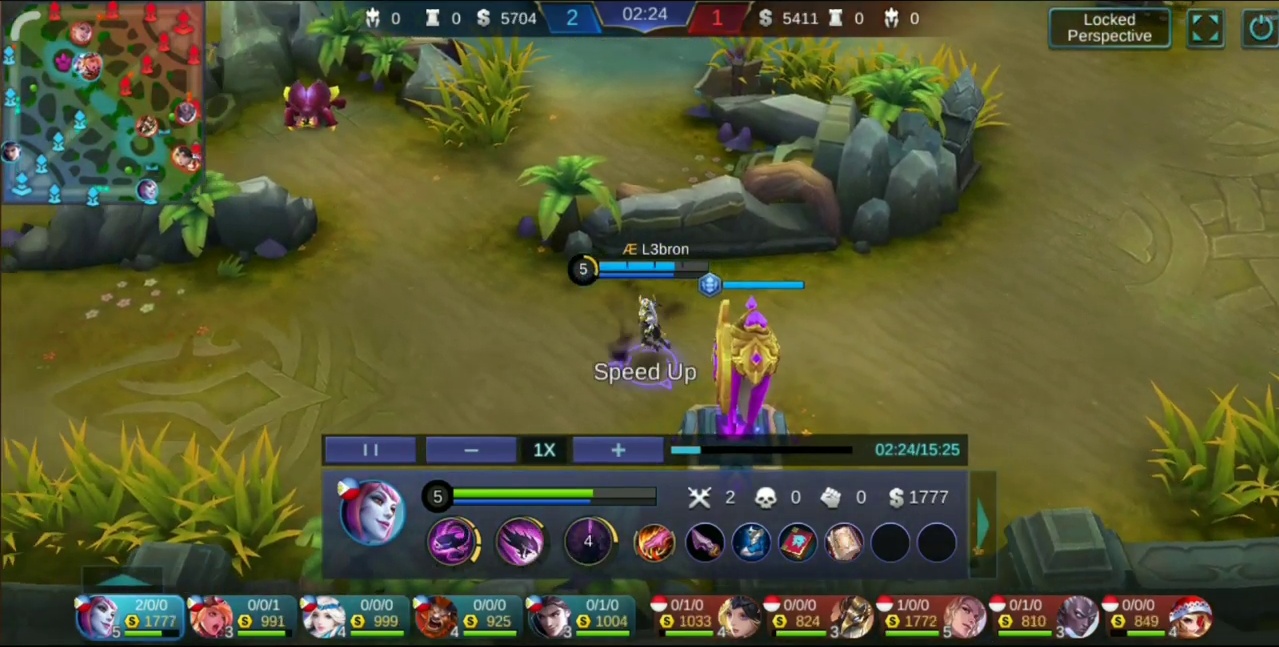 0 0 5704 2 02:24 1 5411 0 0
Locked
Perspective
Æ L3bron
5
Speed Up
1X 02:24/15:25
5 2 0 0 1777
4
2/0/0 0/0/1 0/0/0 0/0/0 0/1/0 0/1/0 0/0/0 1/0/0 0/1/0 0/0/0
5 1777 3 991 4 999 4 925 3 1004 1033 4 824 3 1772 5 810 3 849 4